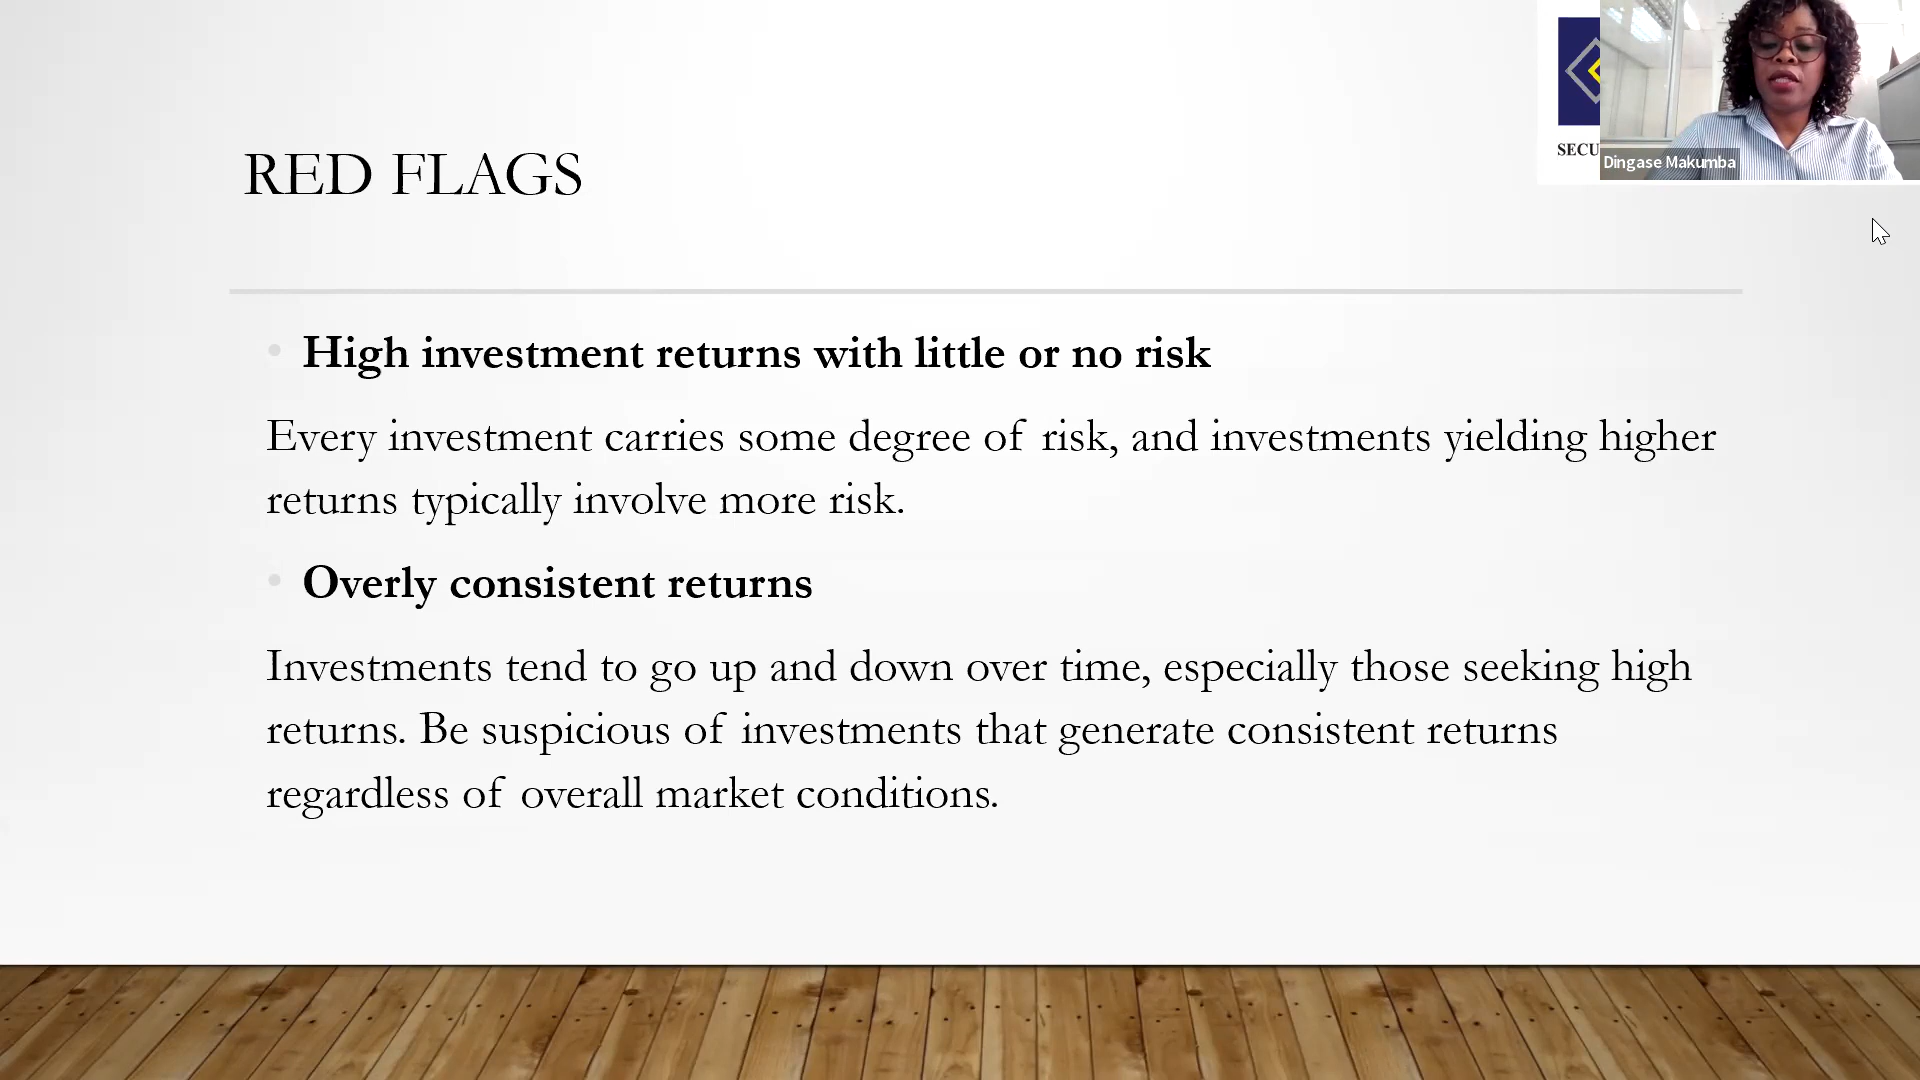 RED FLAGS
SECU
Dingase Makumba
• High investment returns with little or no risk
Every investment carries some degree of risk, and investments yielding higher
returns typically involve more risk.
• Overly consistent returns
Investments tend to go up and down over time, especially those seeking high
returns. Be suspicious of investments that generate consistent returns
regardless of overall market conditions.